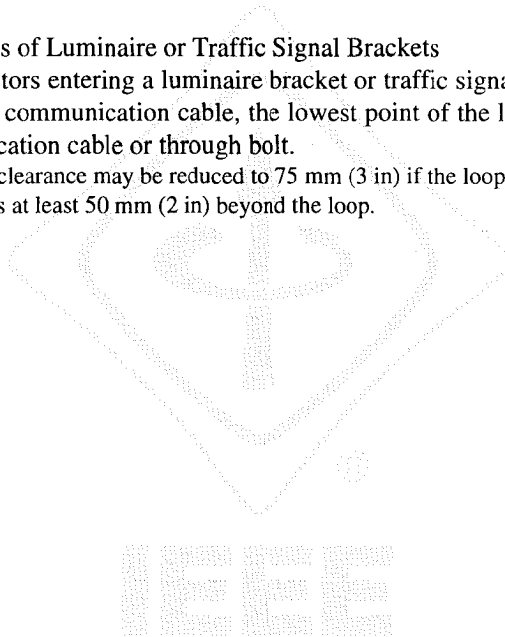 s of Luminaire or Traffic Signal Brackets
tors entering a luminaire bracket or traffic signa
communication cable, the lowest point of the l
cation cable or through bolt.
clearance may be reduced to 75 mm (3 in) if the loop
s at least 50 mm (2 in) beyond the loop.
®
IEEE